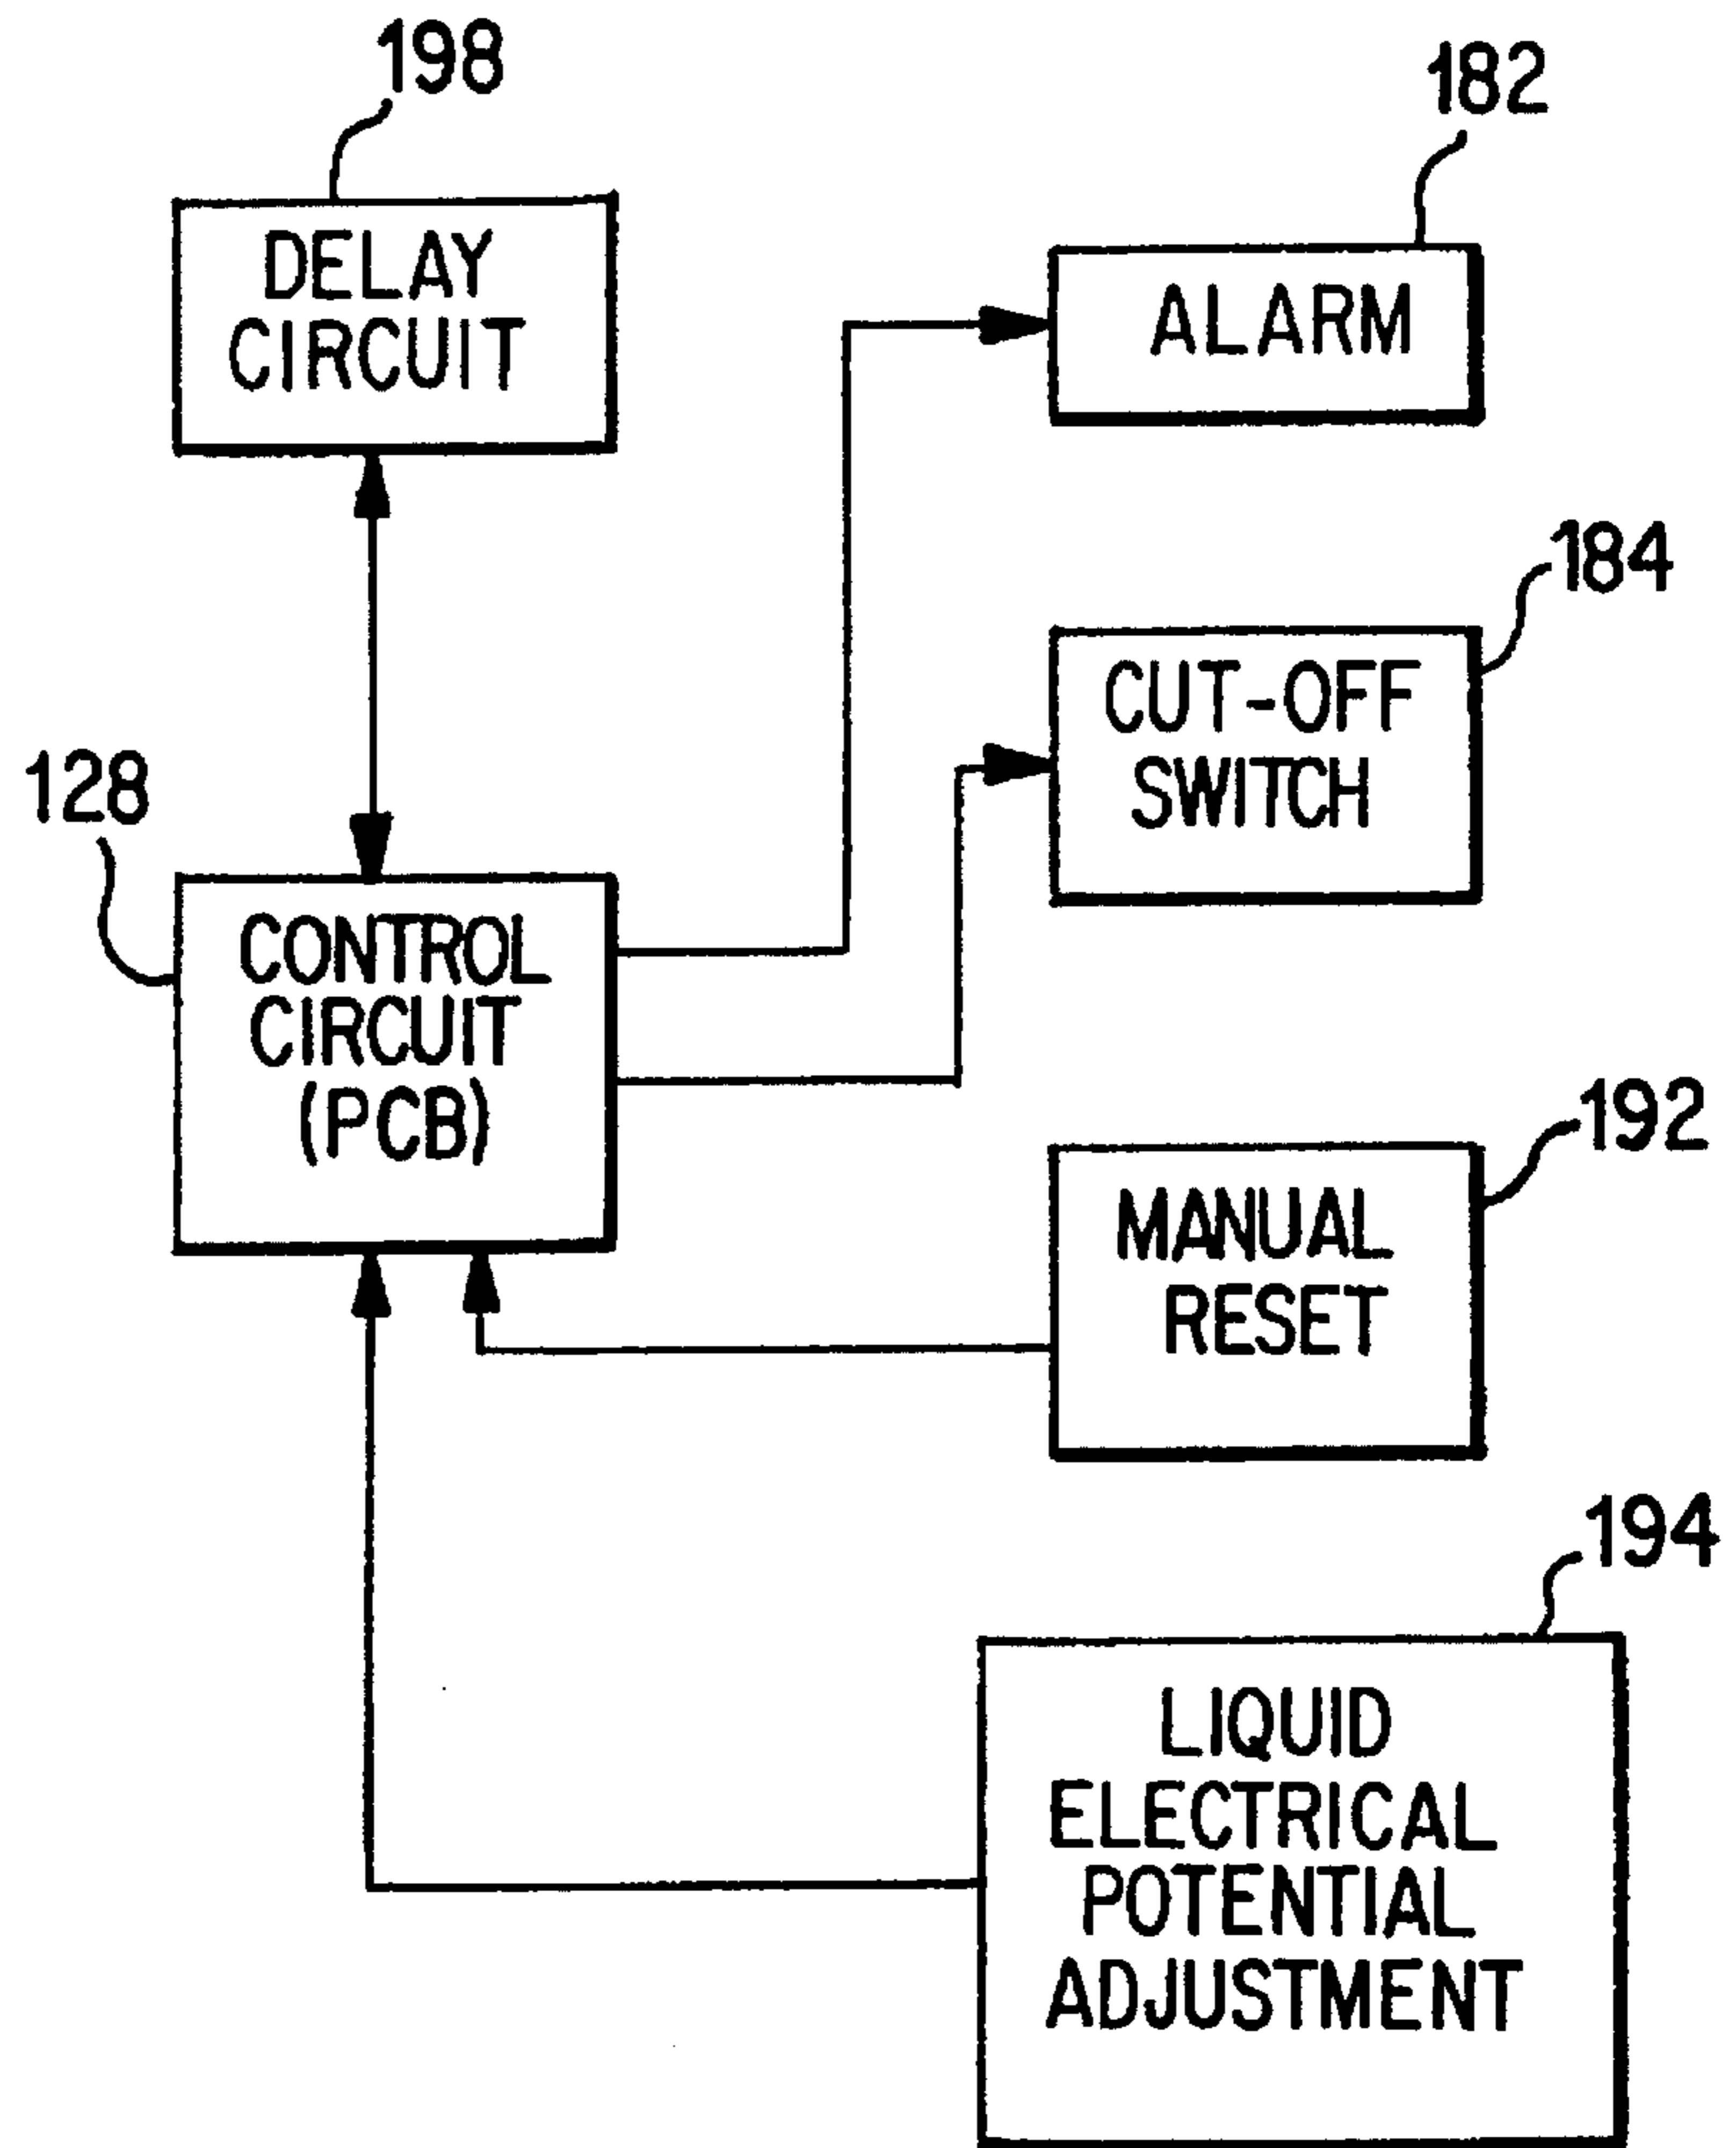 198
DELAY
CIRCUIT
182
ALARM
184
CUT-OFF
SWITCH
128
CONTROL
CIRCUIT
(PCB)
192
MANUAL
RESET
194
LIQUID
ELECTRICAL
POTENTIAL
ADJUSTMENT